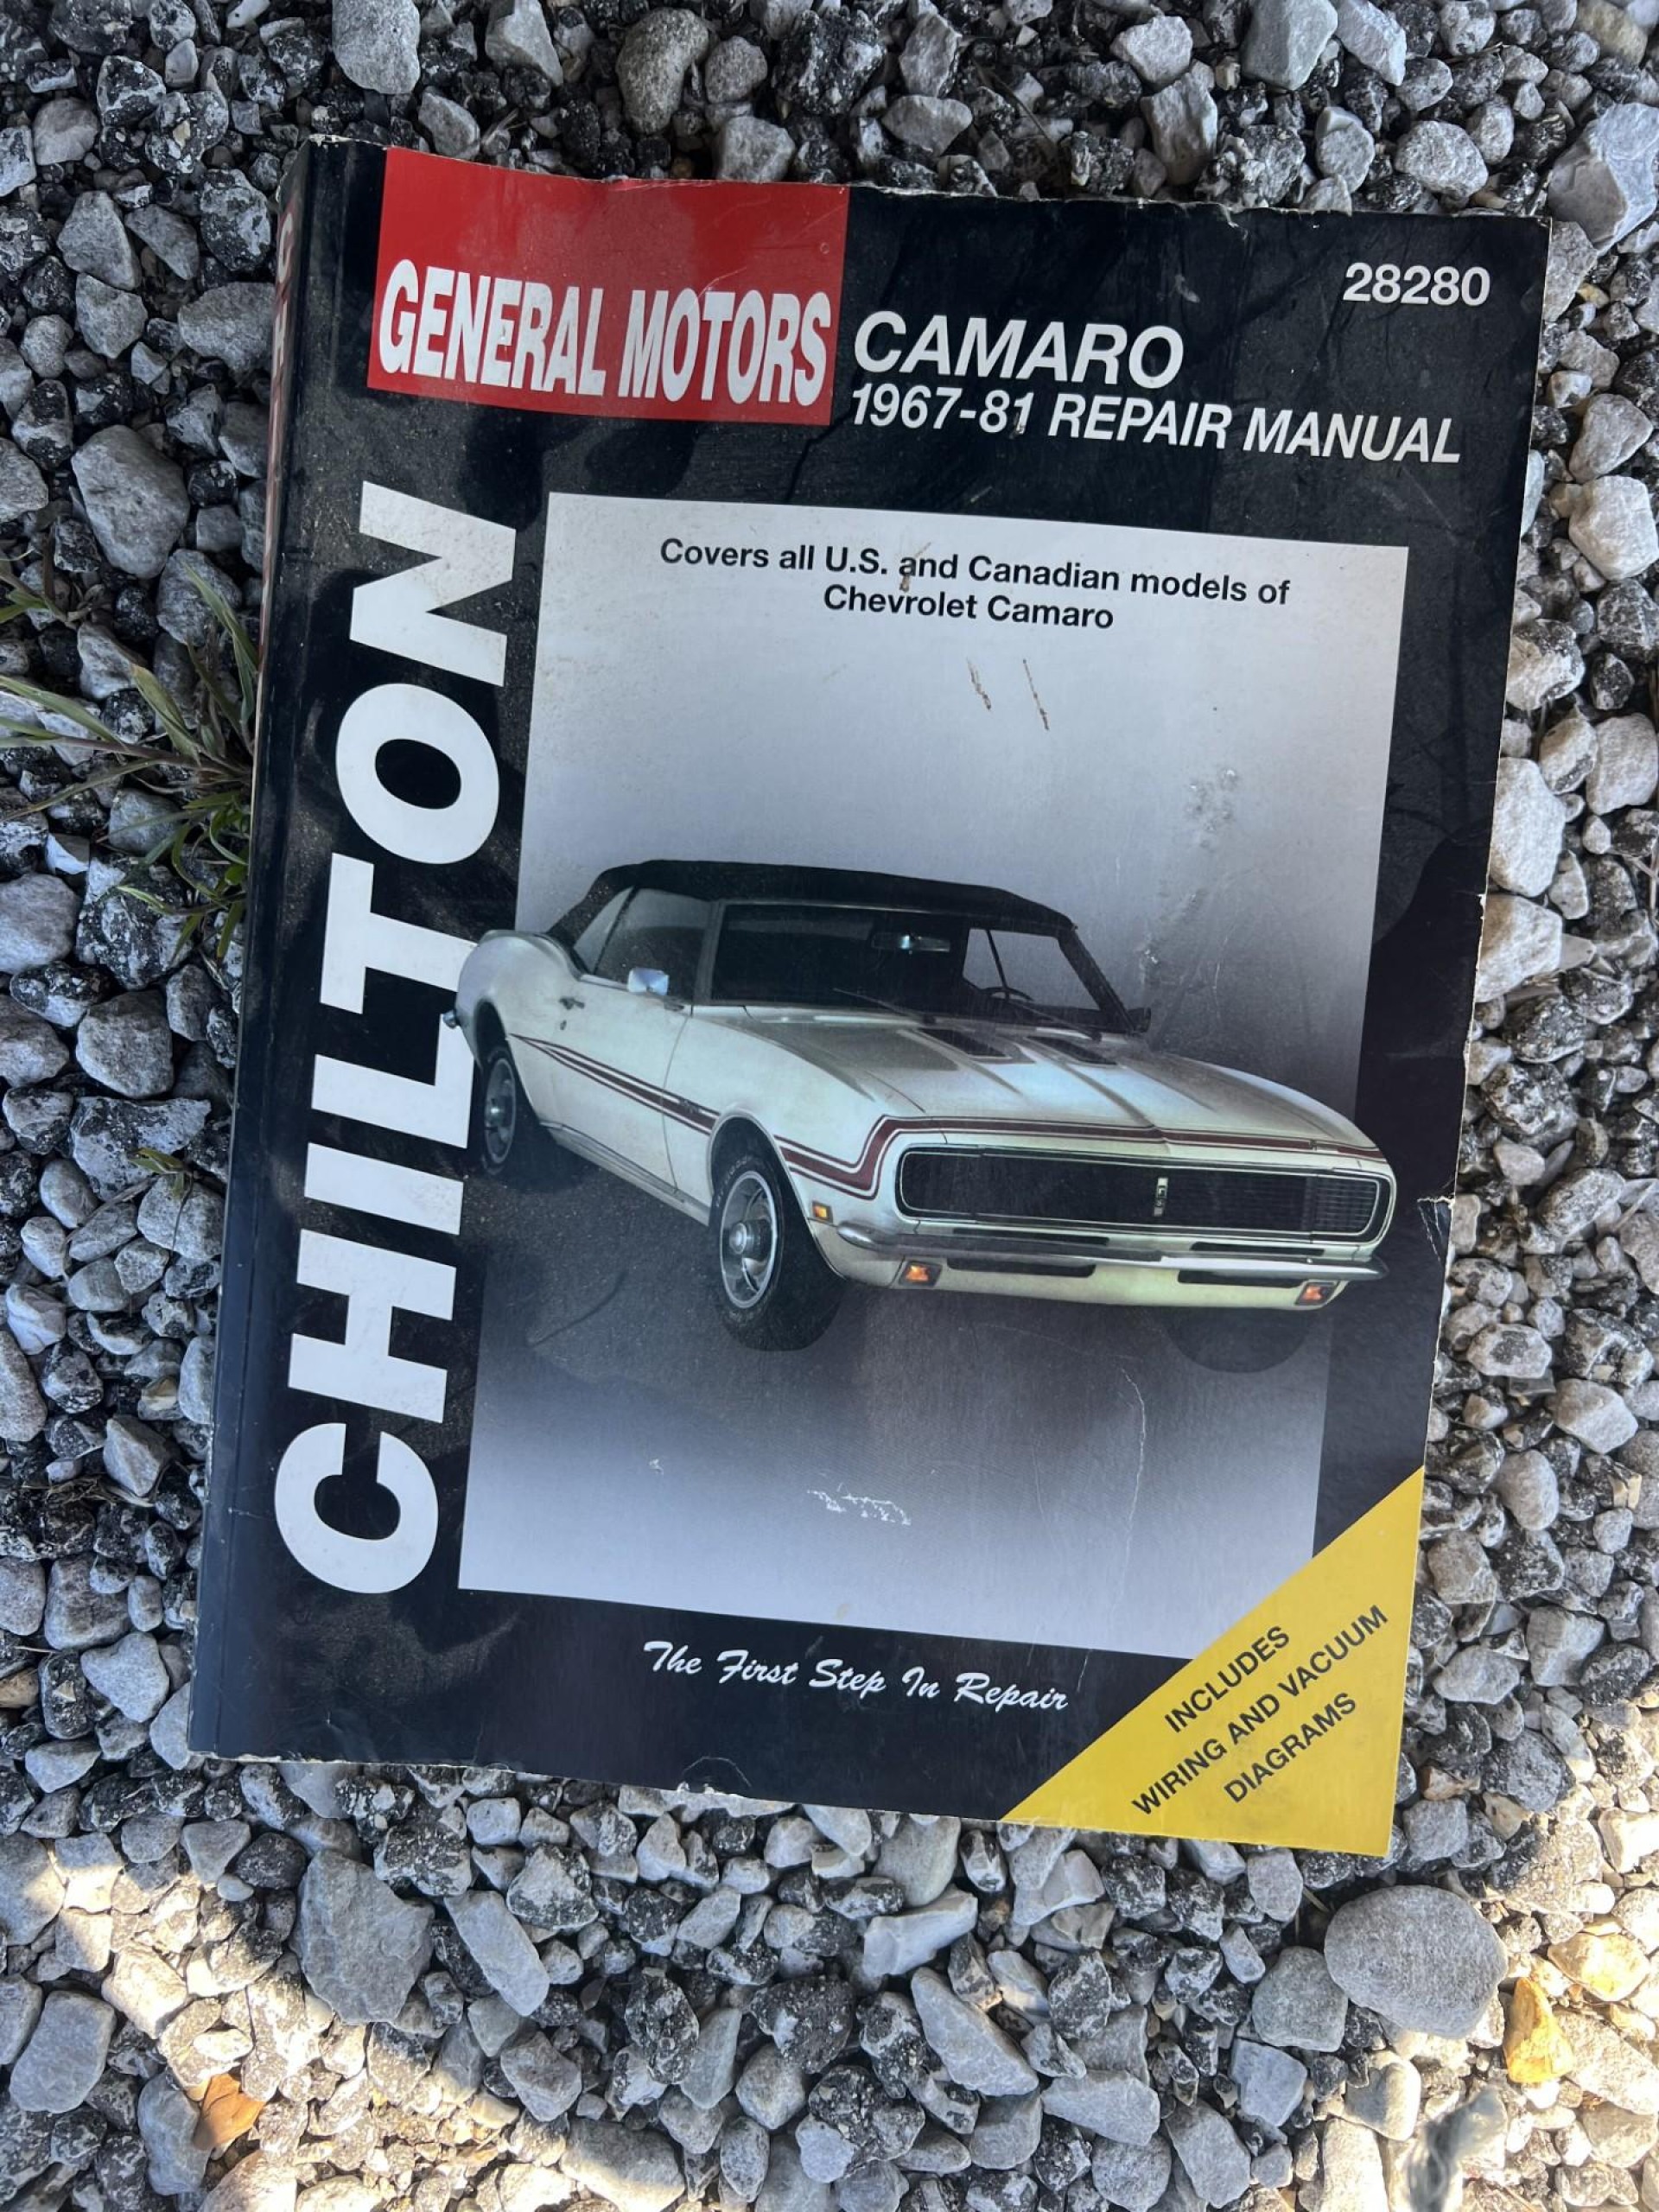 28280
GENERAL MOTORS
CAMARO
1967-81 REPAIR MANUAL
CHILTON
Covers all U.S. and Canadian models of
Chevrolet Camaro
The First Step In Repair
INCLUDES
WIRING AND VACUUM
DIAGRAMS